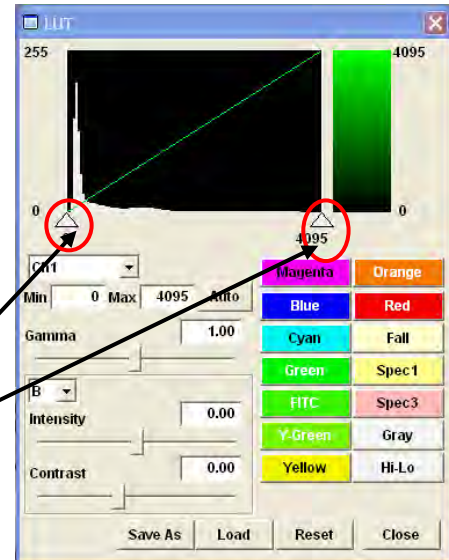 LUT
255 4095
0 0
4095
Ch1
Min 0 Max 4095 Auto
Gamma 1.00
B
Intensity 0.00
Contrast 0.00
Magenta Orange
Blue Red
Cyan Fall
Green Spec1
FITC Spec3
Y-Green Gray
Yellow Hi-Lo
Save As Load Reset Close